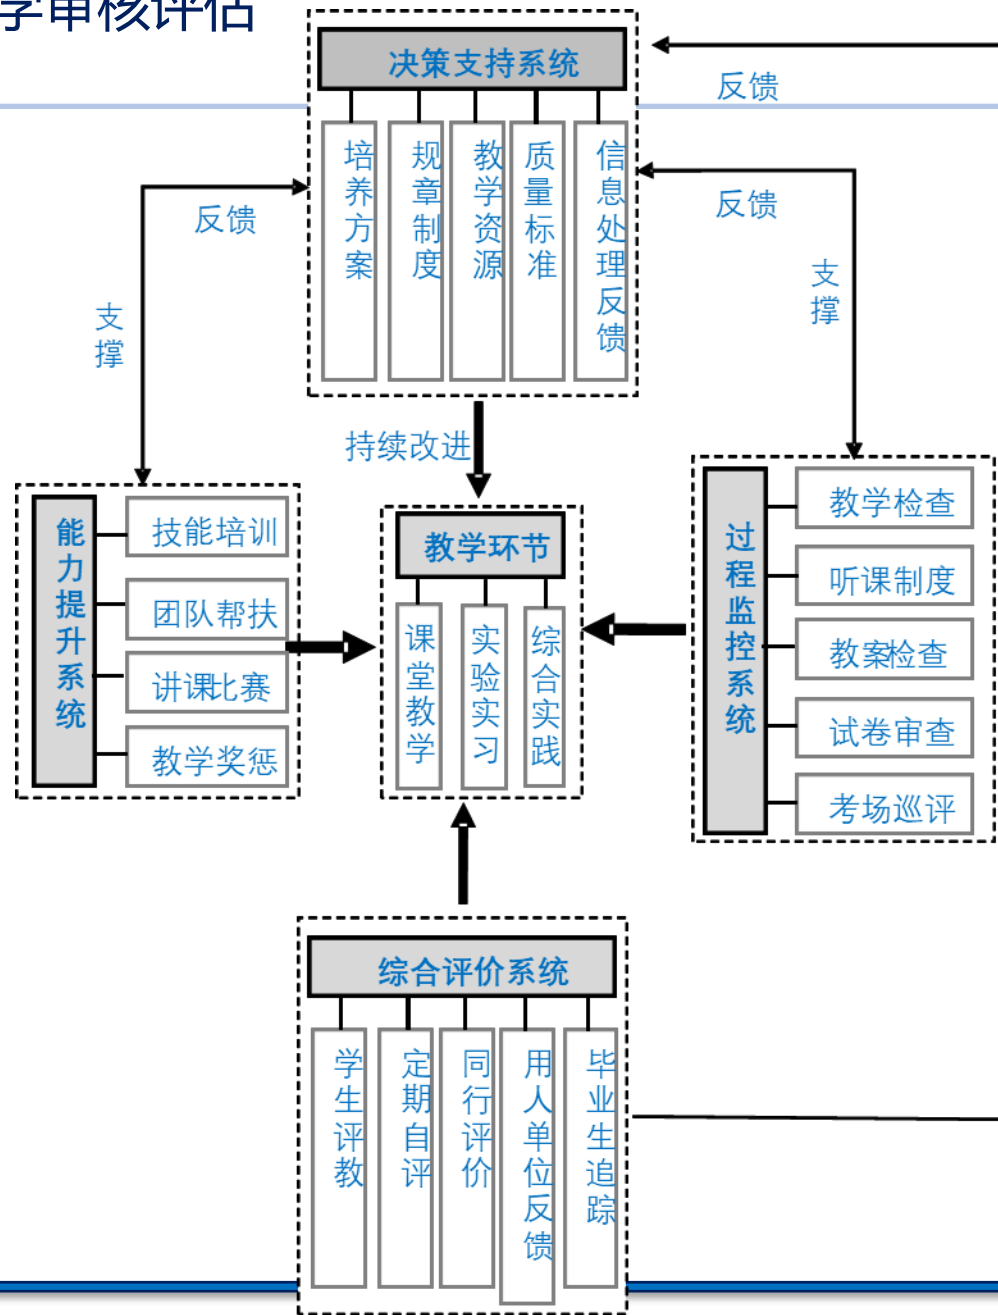 学审核评估
决策支持系统
反馈
培养方案
规章制度
教学资源
质量标准
信息处理反馈
反馈
反馈
支撑
支撑
持续改进
能力提升系统
技能培训
团队帮扶
讲课比赛
教学奖惩
教学环节
课堂教学
实验实习
综合实践
过程监控系统
教学检查
听课制度
教案检查
试卷审查
考场巡评
综合评价系统
学生评教
定期自评
同行评价
用人单位反馈
毕业生追踪